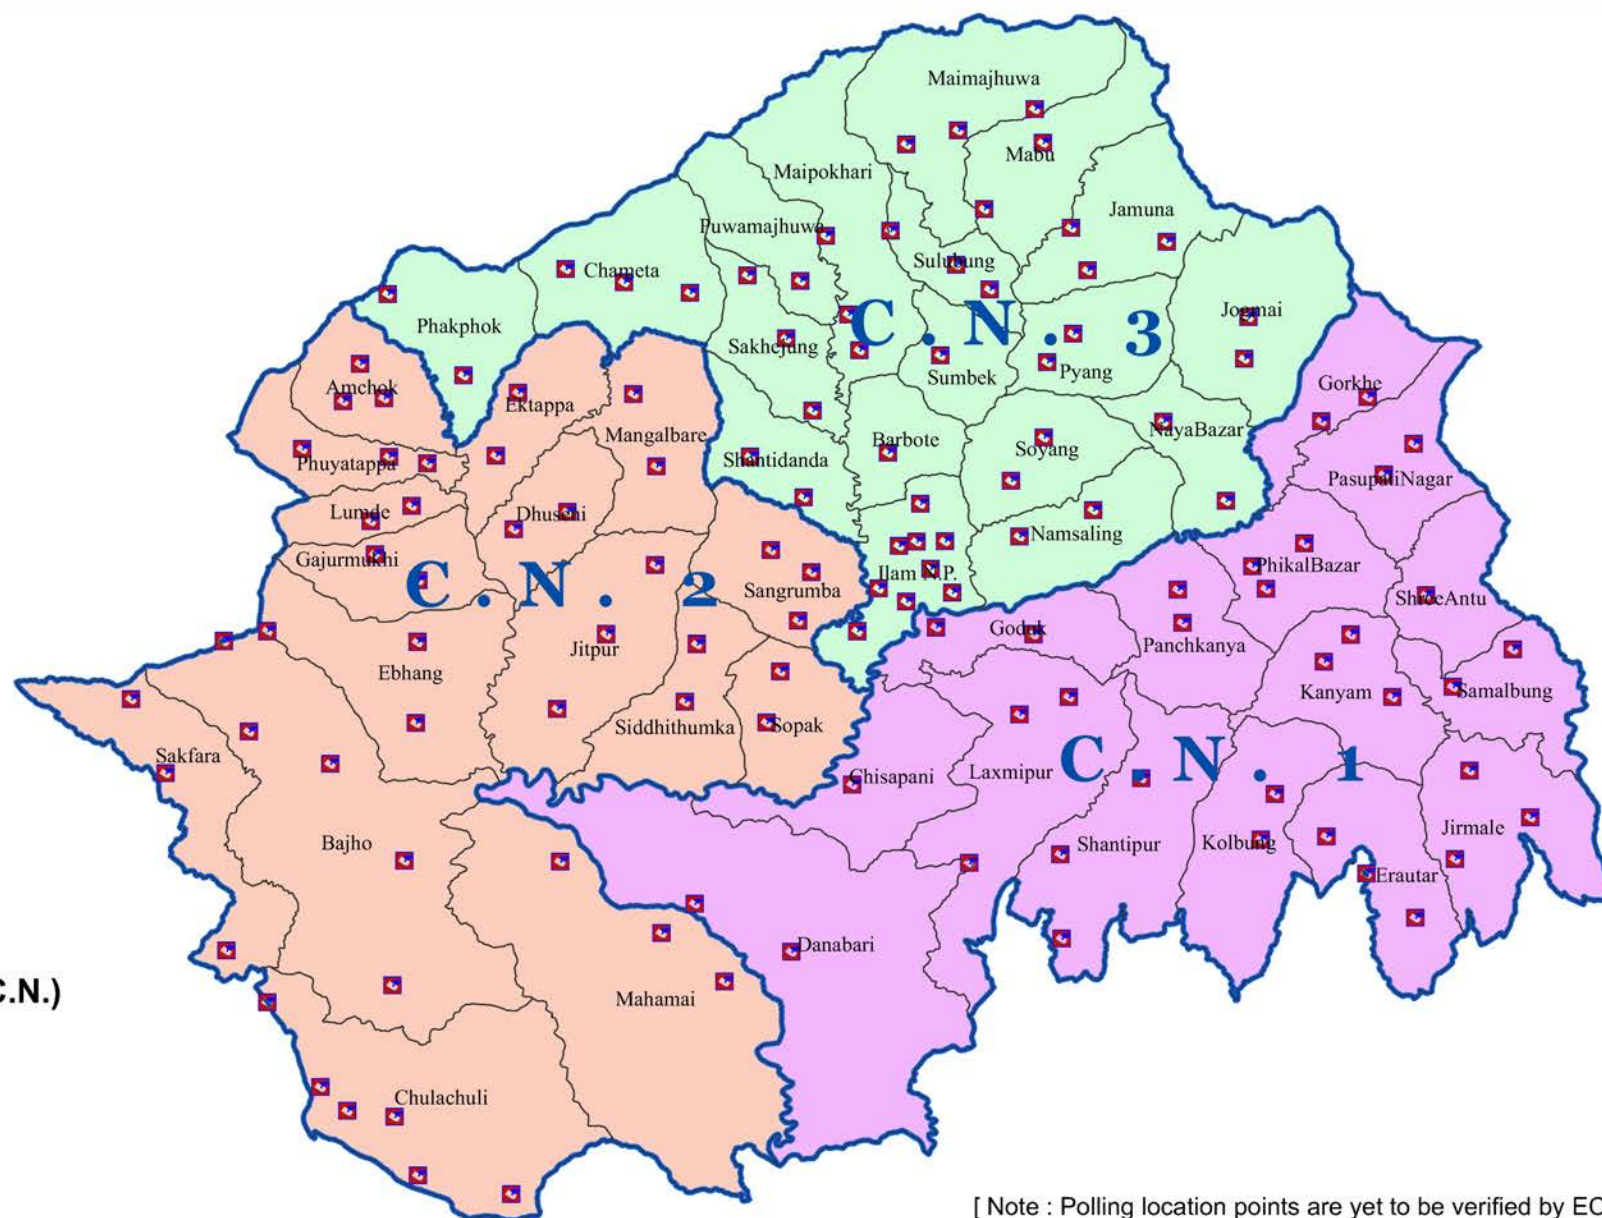 Maimajhuwa
Mabu
Maipokhari
Jamuna
Puwamajhuwa
Sulubung
Chameta
Jogmai
Phakphok
C . N . 3
Sakhejung
Sumbek
Pyang
Gorkhe
Amchok
Ektappa
Mangalbare
Barbote
Soyang
NayaBazar
Phuyatappa
Shantidanda
PasupatiNagar
Lumde
Dhuseni
Namsaling
Gajurmukhi
PhikalBazar
Ilam N.P.
C . N . 2
Sangrumba
ShreeAntu
Goduk
Panchkanya
Jitpur
Ebhang
Kanyam
Samalbung
Siddhithumka
Sopak
Sakfara
Chisapani
Laxmipur
C . N . 1
Bajho
Shantipur
Kolbung
Jirmale
Erautar
Danabari
C.N.)
Mahamai
Chulachuli
[ Note : Polling location points are yet to be verified by EC